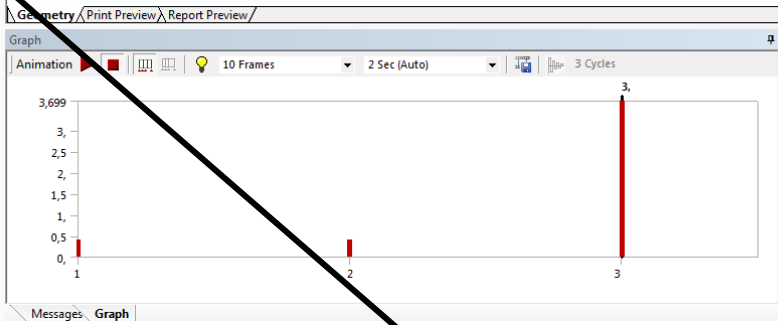 Geometry Print Preview Report Preview
Graph
Animation 10 Frames 2 Sec (Auto) 3 Cycles
3,
3,699
3,
2,5
2,
1,5
1,
0,5
0,
1 2 3
Messages Graph